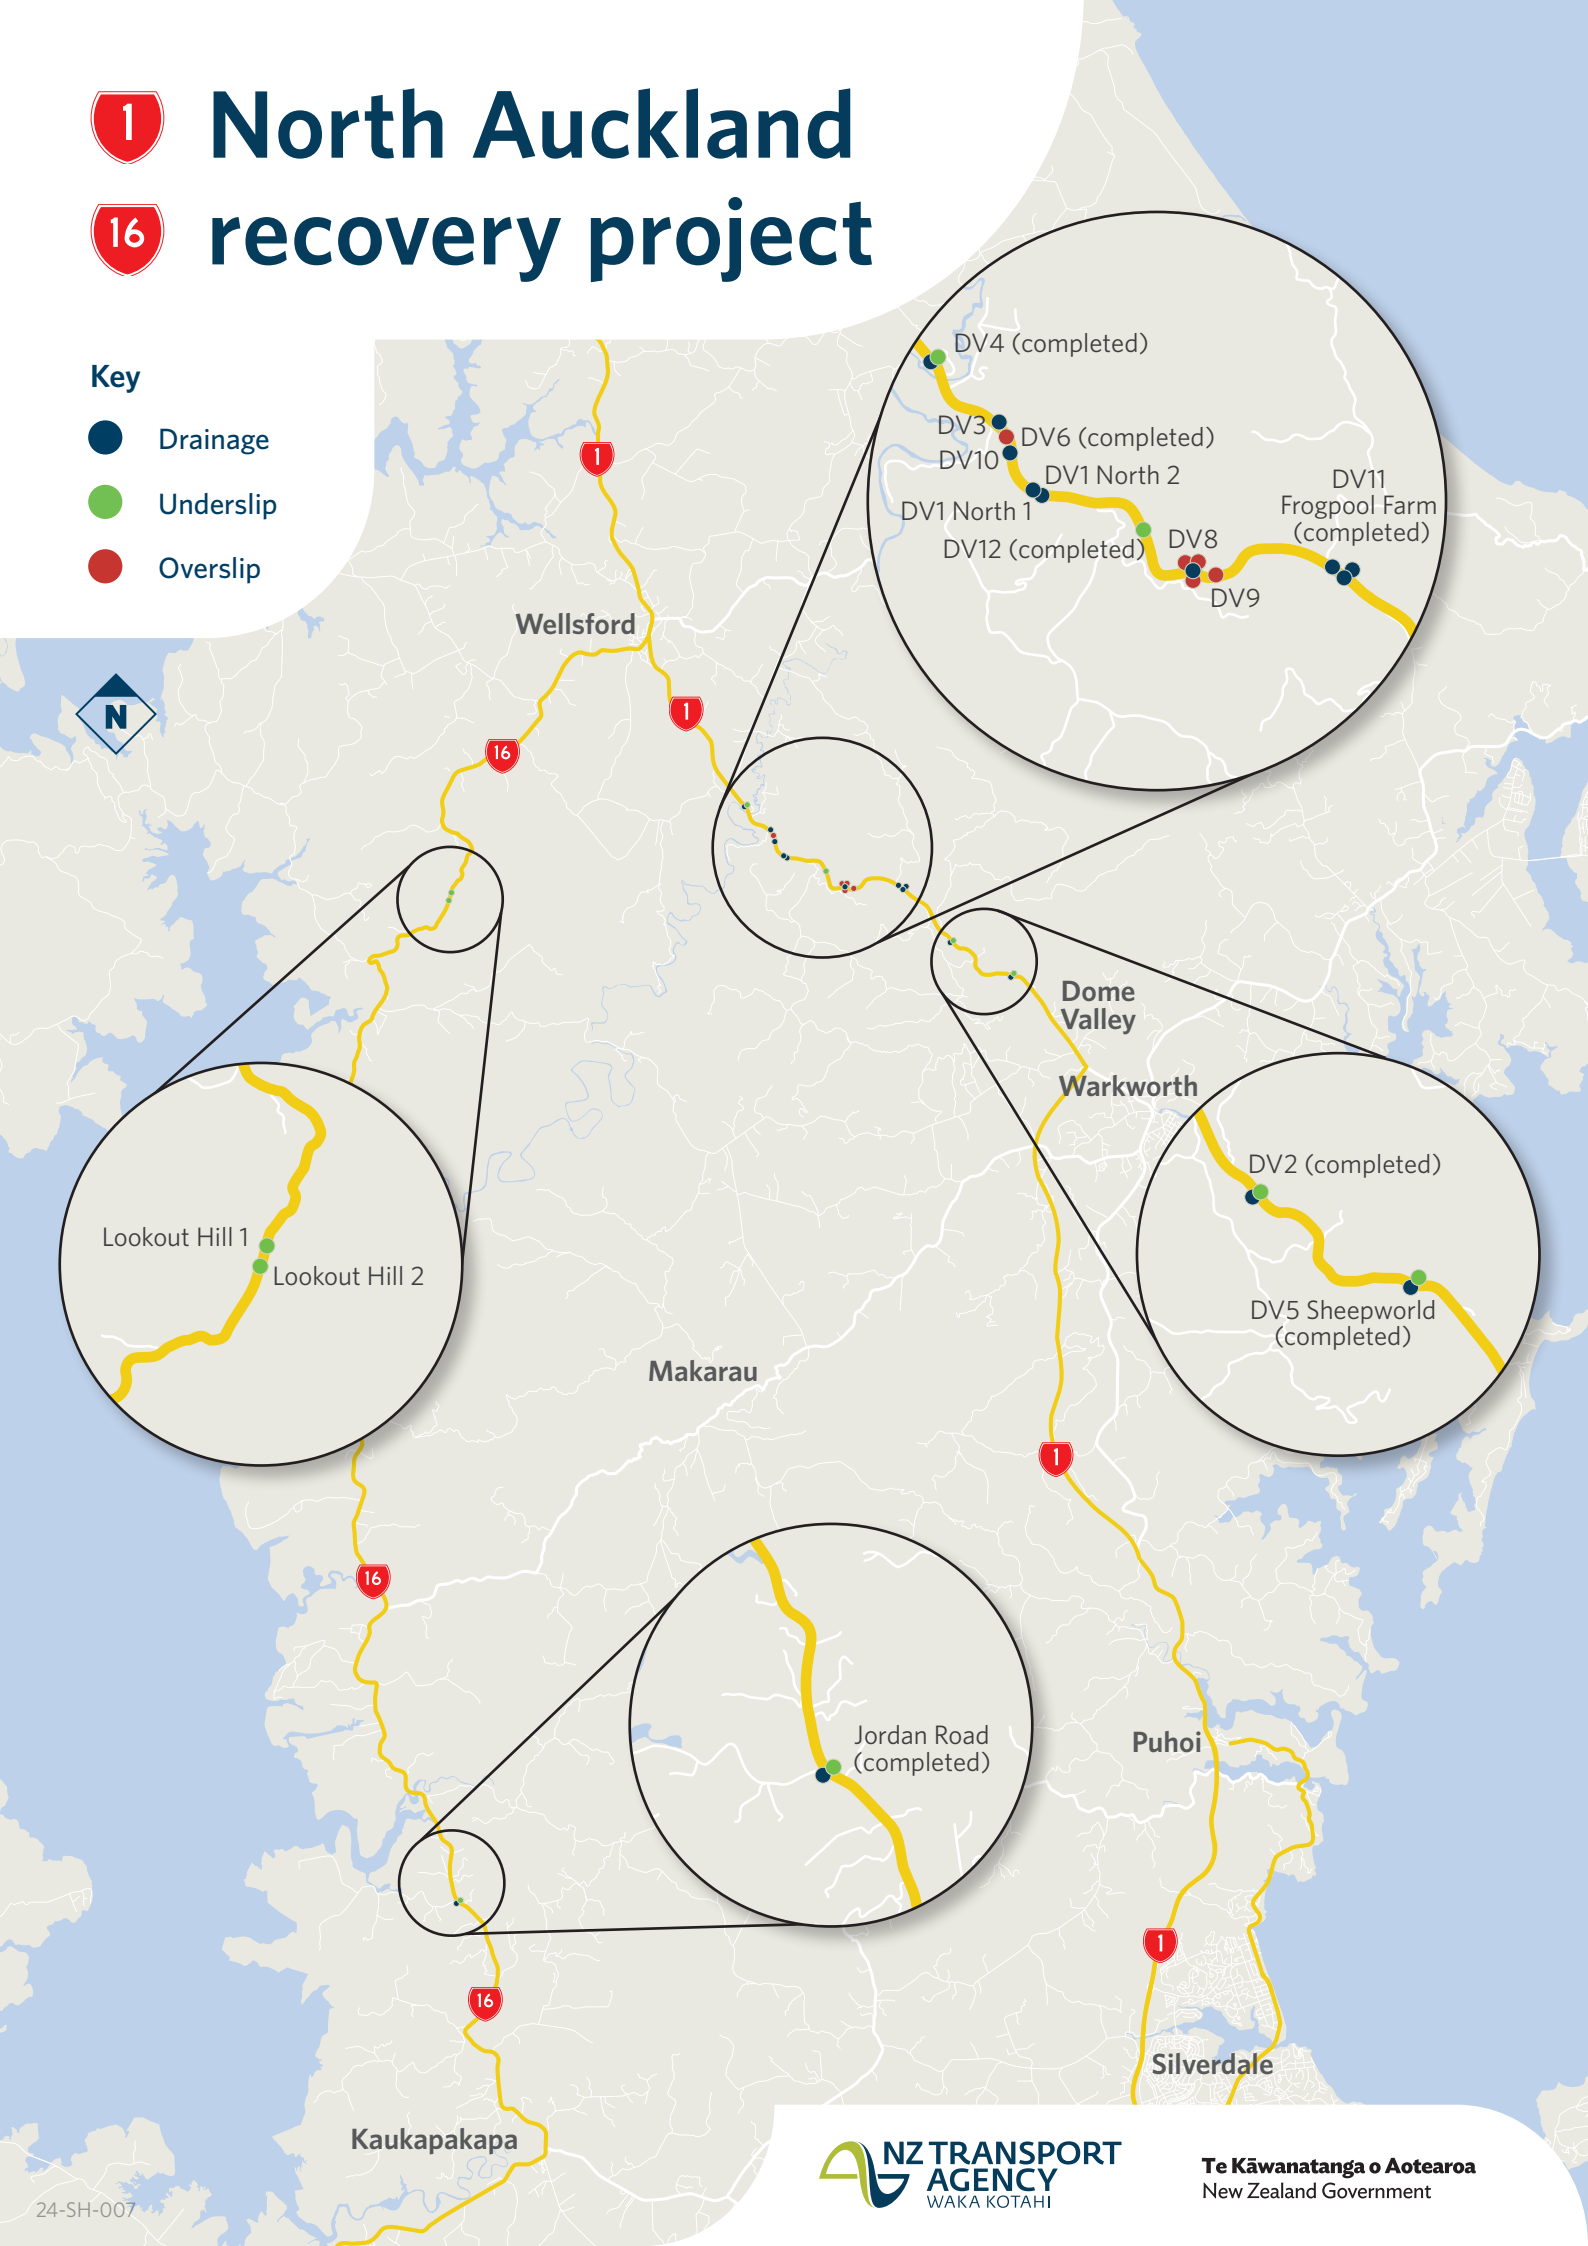 1
North Auckland
16
recovery project
Key
Drainage
Underslip
Overslip
N
DV4 (completed)
DV3
DV6 (completed)
DV10
DV1 North 2
DV1 North 1
DV12 (completed)
DV8
DV9
DV11
Frogpool Farm
(completed)
1
Wellsford
1
16
Dome
Valley
Warkworth
DV2 (completed)
DV5 Sheepworld
(completed)
Lookout Hill 1
Lookout Hill 2
Makarau
1
16
Jordan Road
(completed)
Puhoi
1
16
Silverdale
Kaukapakapa
24-SH-007
NZ TRANSPORT
AGENCY
WAKA KOTAHI
Te Kāwanatanga o Aotearoa
New Zealand Government